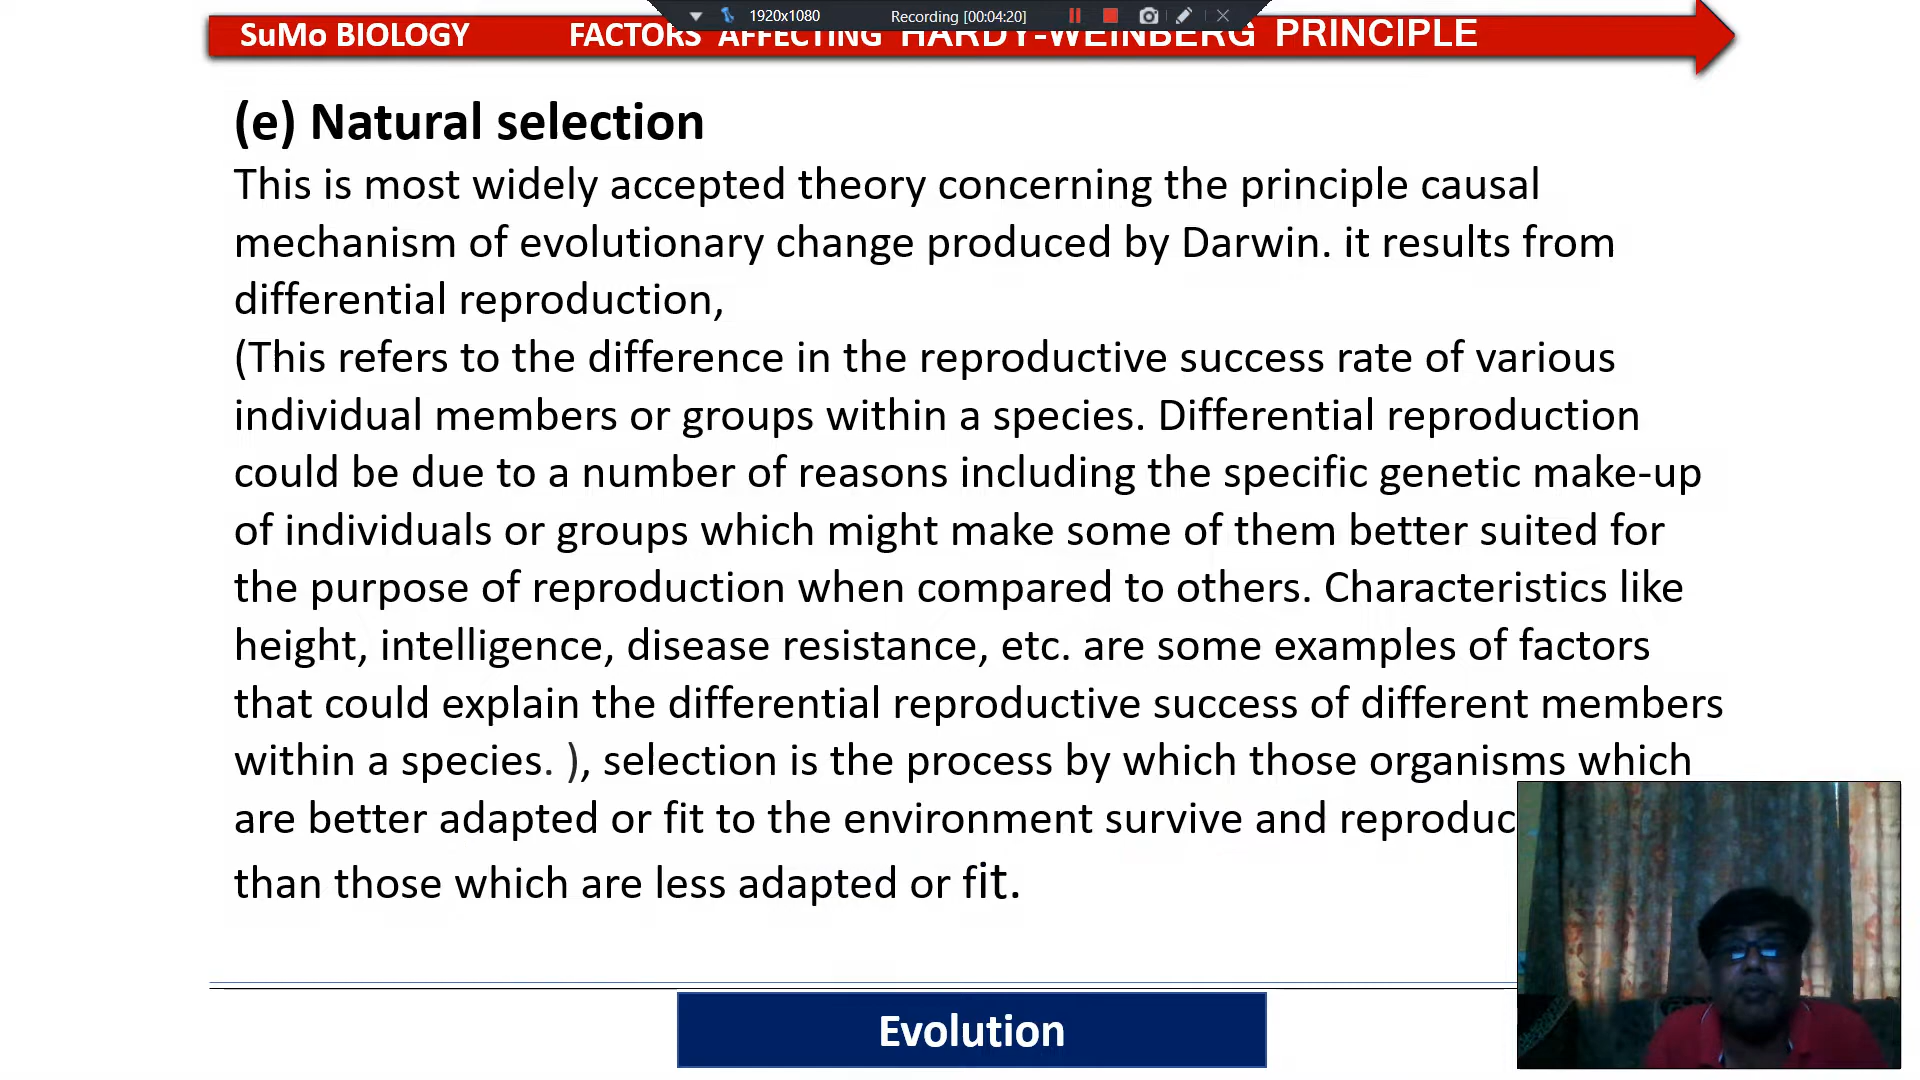 1920x1080 Recording [00:04:20]
SuMo BIOLOGY FACTORS AFFECTING HARDY-WEINBERG PRINCIPLE
(e) Natural selection
This is most widely accepted theory concerning the principle causal
mechanism of evolutionary change produced by Darwin. it results from
differential reproduction,
(This refers to the difference in the reproductive success rate of various
individual members or groups within a species. Differential reproduction
could be due to a number of reasons including the specific genetic make-up
of individuals or groups which might make some of them better suited for
the purpose of reproduction when compared to others. Characteristics like
height, intelligence, disease resistance, etc. are some examples of factors
that could explain the differential reproductive success of different members
within a species. ), selection is the process by which those organisms which
are better adapted or fit to the environment survive and reproduc
than those which are less adapted or fit.
Evolution